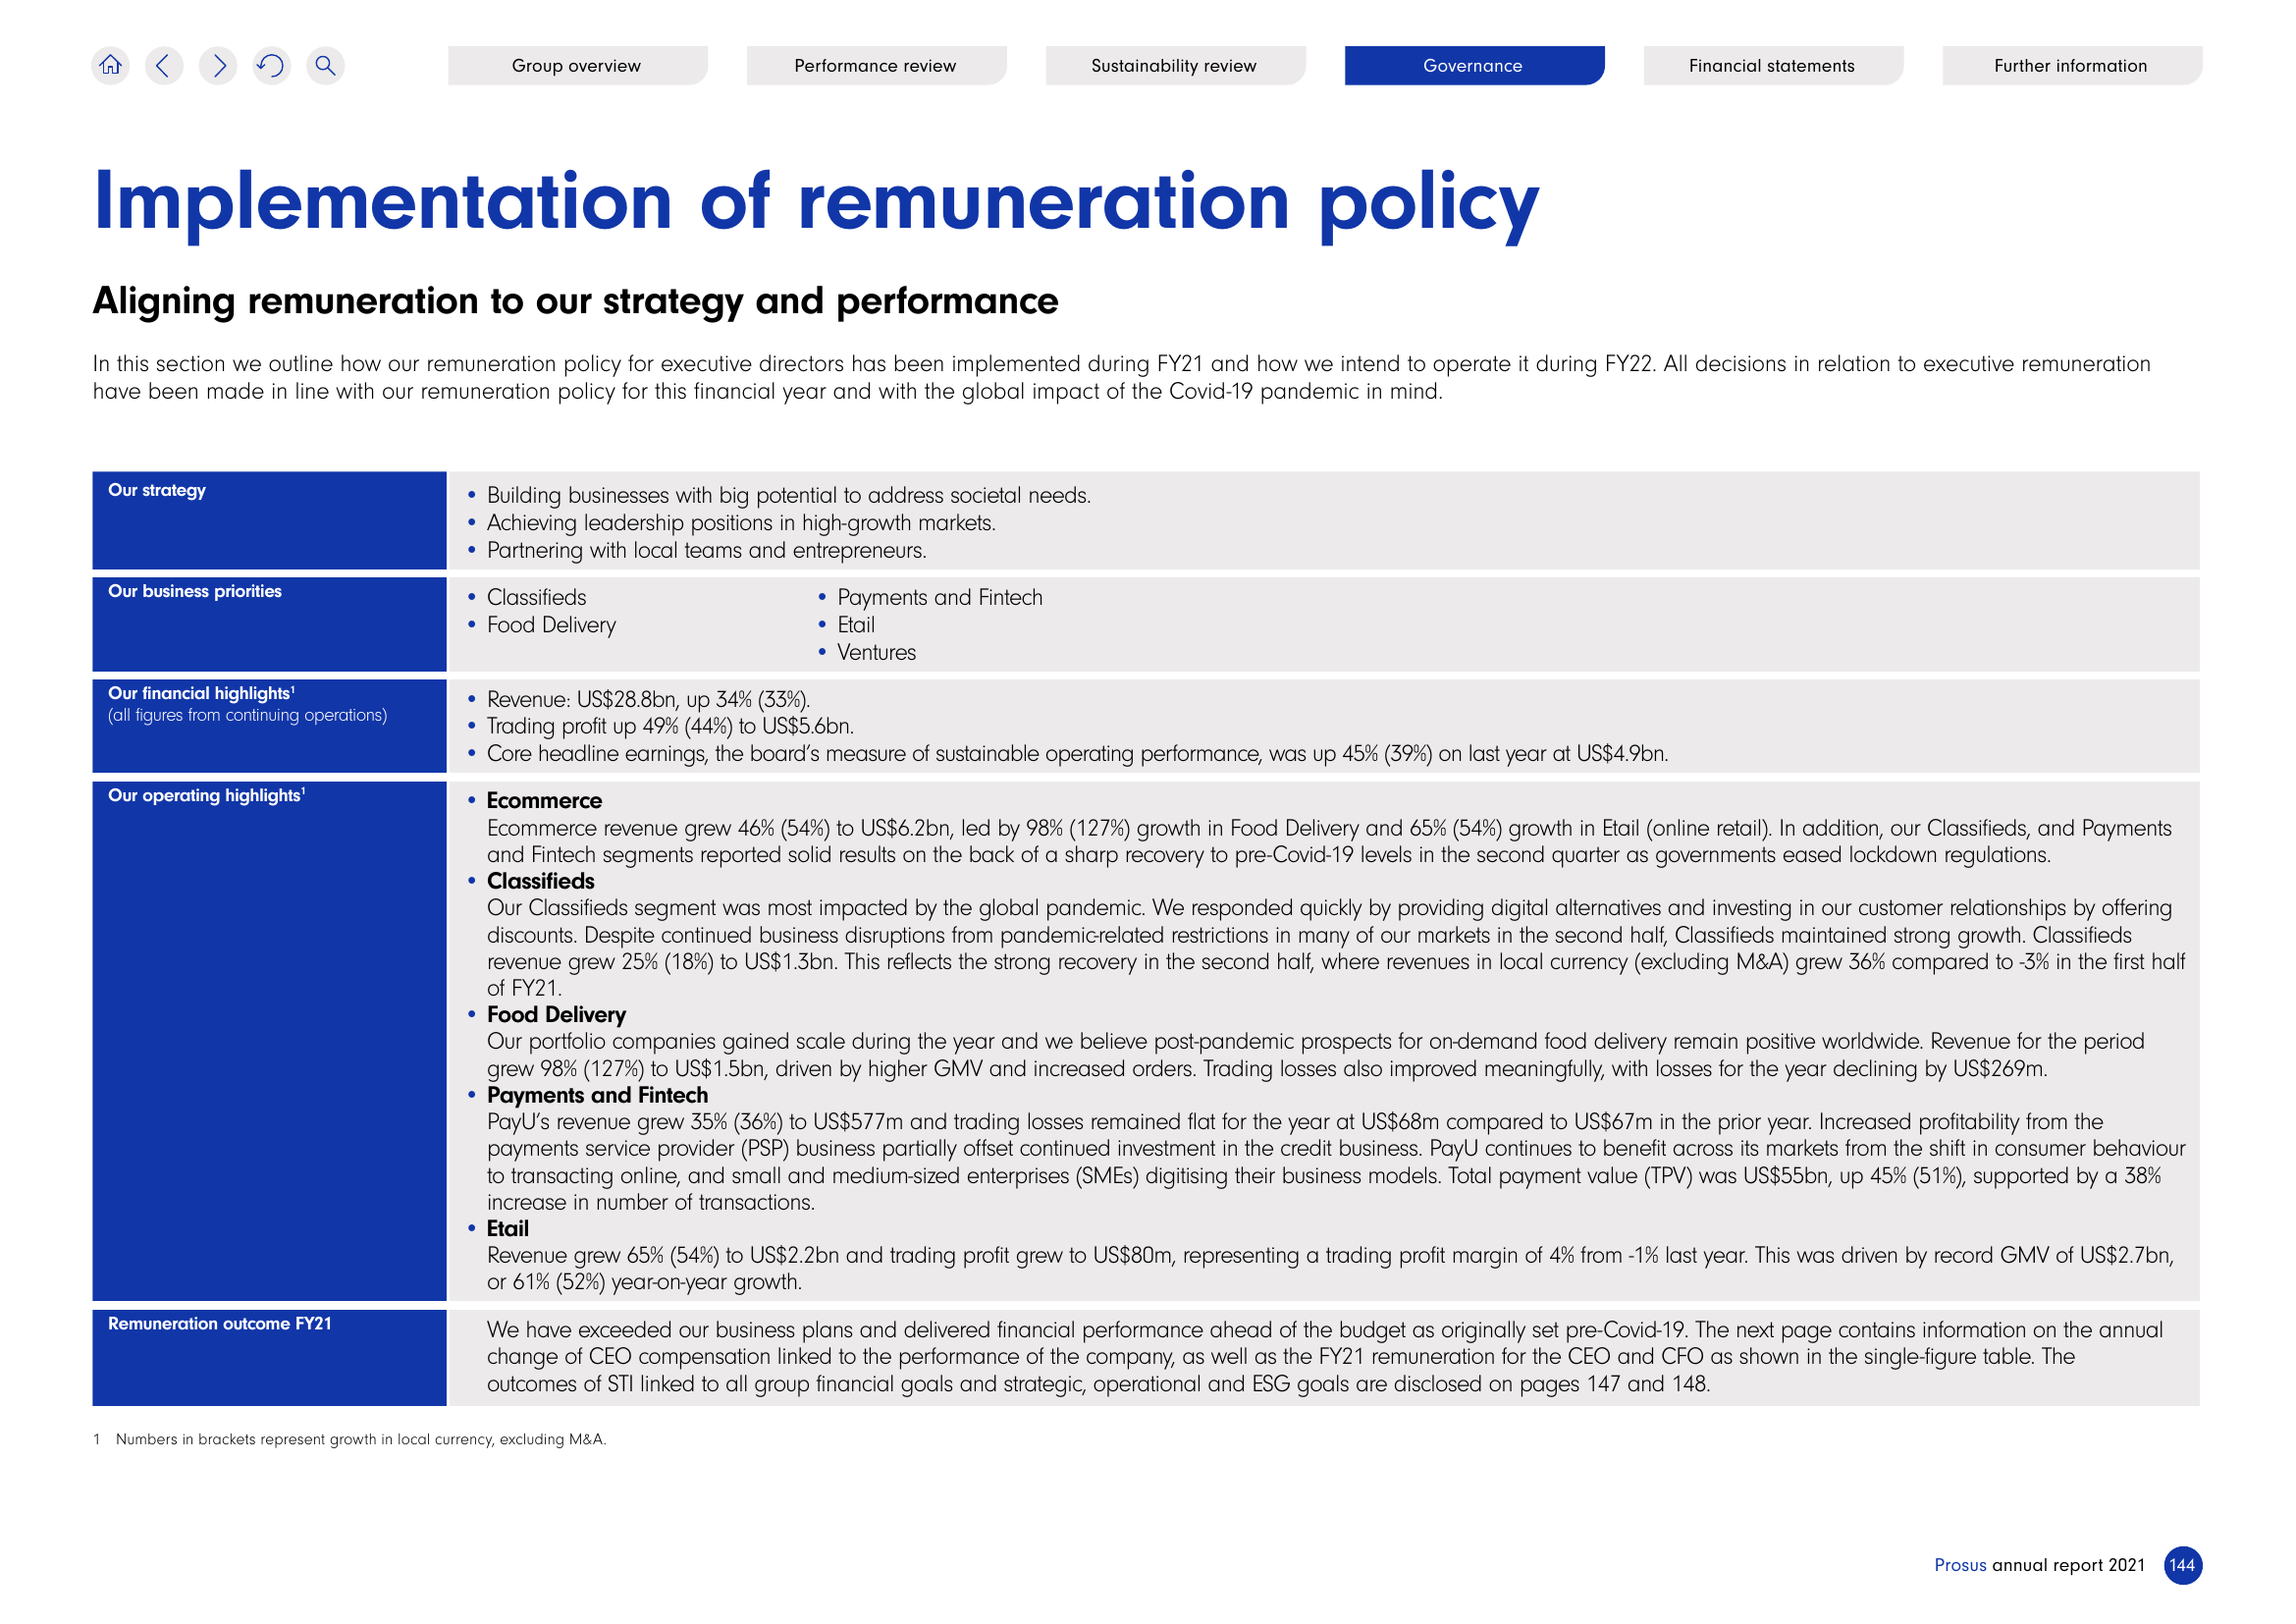 Group overview
Performance review
Sustainability review
Governance
Financial statements
Further information
Implementation of remuneration policy
Aligning remuneration to our strategy and performance
In this section we outline how our remuneration policy for executive directors has been implemented during FY21 and how we intend to operate it during FY22. All decisions in relation to executive remuneration
have been made in line with our remuneration policy for this financial year and with the global impact of the Covid-19 pandemic in mind.
Our strategy
• Building businesses with big potential to address societal needs.
• Achieving leadership positions in high-growth markets.
• Partnering with local teams and entrepreneurs.
Our business priorities
• Classifieds
• Food Delivery
• Payments and Fintech
• Etail
• Ventures
Our financial highlights1
(all figures from continuing operations)
• Revenue: US$28.8bn, up 34% (33%).
• Trading profit up 49% (44%) to US$5.6bn.
• Core headline earnings, the board's measure of sustainable operating performance, was up 45% (39%) on last year at US$4.9bn.
Our operating highlights1
• Ecommerce
Ecommerce revenue grew 46% (54%) to US$6.2bn, led by 98% (127%) growth in Food Delivery and 65% (54%) growth in Etail (online retail). In addition, our Classifieds, and Payments
and Fintech segments reported solid results on the back of a sharp recovery to pre-Covid-19 levels in the second quarter as governments eased lockdown regulations.
• Classifieds
Our Classifieds segment was most impacted by the global pandemic. We responded quickly by providing digital alternatives and investing in our customer relationships by offering
discounts. Despite continued business disruptions from pandemic-related restrictions in many of our markets in the second half, Classifieds maintained strong growth. Classifieds
revenue grew 25% (18%) to US$1.3bn. This reflects the strong recovery in the second half, where revenues in local currency (excluding M&A) grew 36% compared to -3% in the first half
of FY21.
• Food Delivery
Our portfolio companies gained scale during the year and we believe post-pandemic prospects for on-demand food delivery remain positive worldwide. Revenue for the period
grew 98% (127%) to US$1.5bn, driven by higher GMV and increased orders. Trading losses also improved meaningfully, with losses for the year declining by US$269m.
• Payments and Fintech
PayU's revenue grew 35% (36%) to US$577m and trading losses remained flat for the year at US$68m compared to US$67m in the prior year. Increased profitability from the
payments service provider (PSP) business partially offset continued investment in the credit business. PayU continues to benefit across its markets from the shift in consumer behaviour
to transacting online, and small and medium-sized enterprises (SMEs) digitising their business models. Total payment value (TPV) was US$55bn, up 45% (51%), supported by a 38%
increase in number of transactions.
• Etail
Revenue grew 65% (54%) to US$2.2bn and trading profit grew to US$80m, representing a trading profit margin of 4% from -1% last year. This was driven by record GMV of US$2.7bn,
or 61% (52%) year-on-year growth.
Remuneration outcome FY21
We have exceeded our business plans and delivered financial performance ahead of the budget as originally set pre-Covid-19. The next page contains information on the annual
change of CEO compensation linked to the performance of the company, as well as the FY21 remuneration for the CEO and CFO as shown in the single-figure table. The
outcomes of STI linked to all group financial goals and strategic, operational and ESG goals are disclosed on pages 147 and 148.
1 Numbers in brackets represent growth in local currency, excluding M&A.
Prosus annual report 2021 144